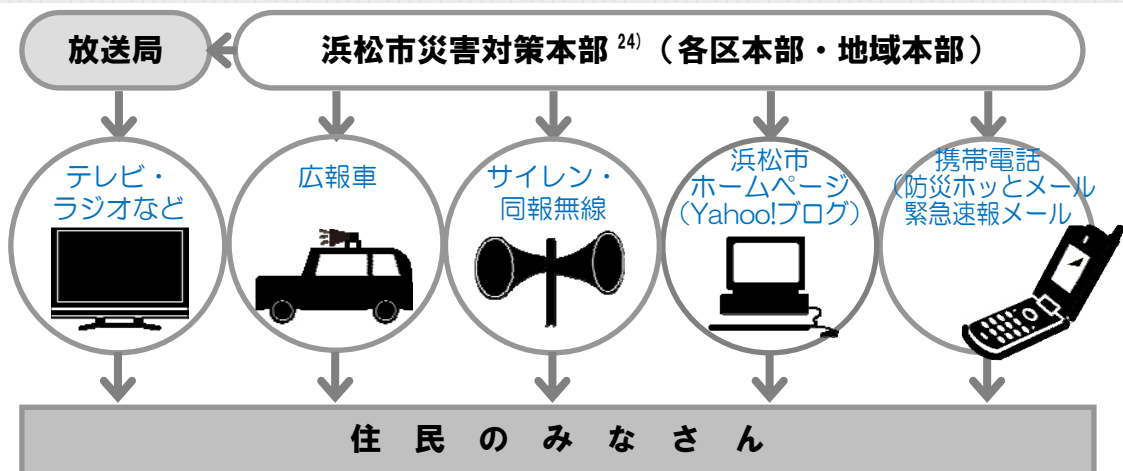 放送局
浜松市災害対策本部 24)（各区本部・地域本部）
テレビ・
ラジオなど
広報車
サイレン・
同報無線
浜松市
ホームページ
（Yahoo!ブログ）
携帯電話
（防災ホッとメール
緊急速報メール
住民のみなさん